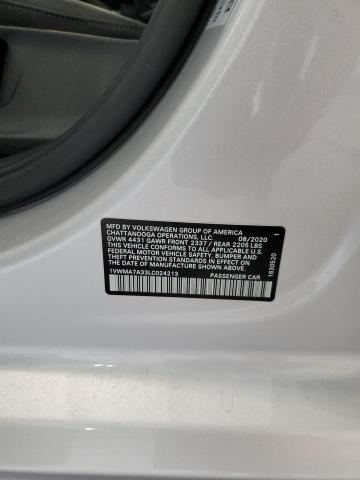 MFD BY VOLKSWAGEN GROUP OF AMERICA
CHATTANOOGA OPERATIONS, LLC. 08/2020
GVWR 4431 GAWR FRONT 2337 / REAR 2205 LBS
THIS VEHICLE CONFORMS TO ALL APPLICABLE U.S.
FEDERAL MOTOR VEHICLE SAFETY, BUMPER, AND
THEFT PREVENTION STANDARDS IN EFFECT ON THE
DATE OF MANUFACTURE SHOWN ABOVE.
1VWMA7A33LC024213 PASSENGER CAR
1830520 1